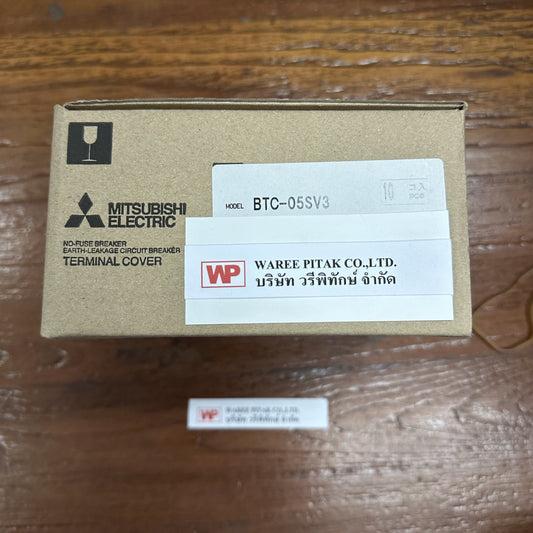 MITSUBISHI
ELECTRIC
NO-FUSE BREAKER
EARTH-LEAKAGE CIRCUIT BREAKER
TERMINAL COVER
MODEL BTC-05SV3
10 コ入
PCS
WP
WAREE PITAK CO.,LTD.
บริษัท วรีพิทักษ์ จำกัด
WP
WAREE PITAK CO.,LTD.
บริษัท วรีพิทักษ์ จำกัด